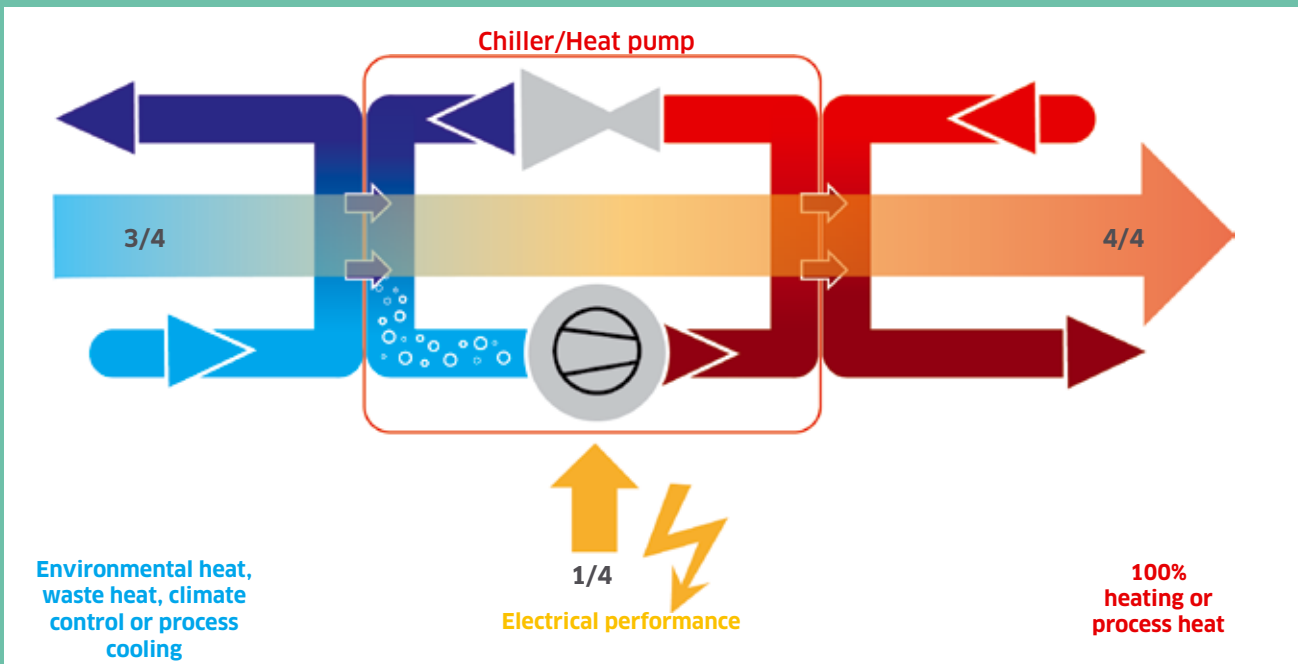 Chiller/Heat pump
3/4
4/4
1/4
Electrical performance
Environmental heat,
waste heat, climate
control or process
cooling
100%
heating or
process heat